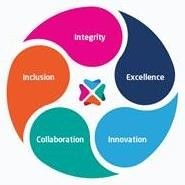 Integrity
Inclusion
Excellence
Collaboration
Innovation